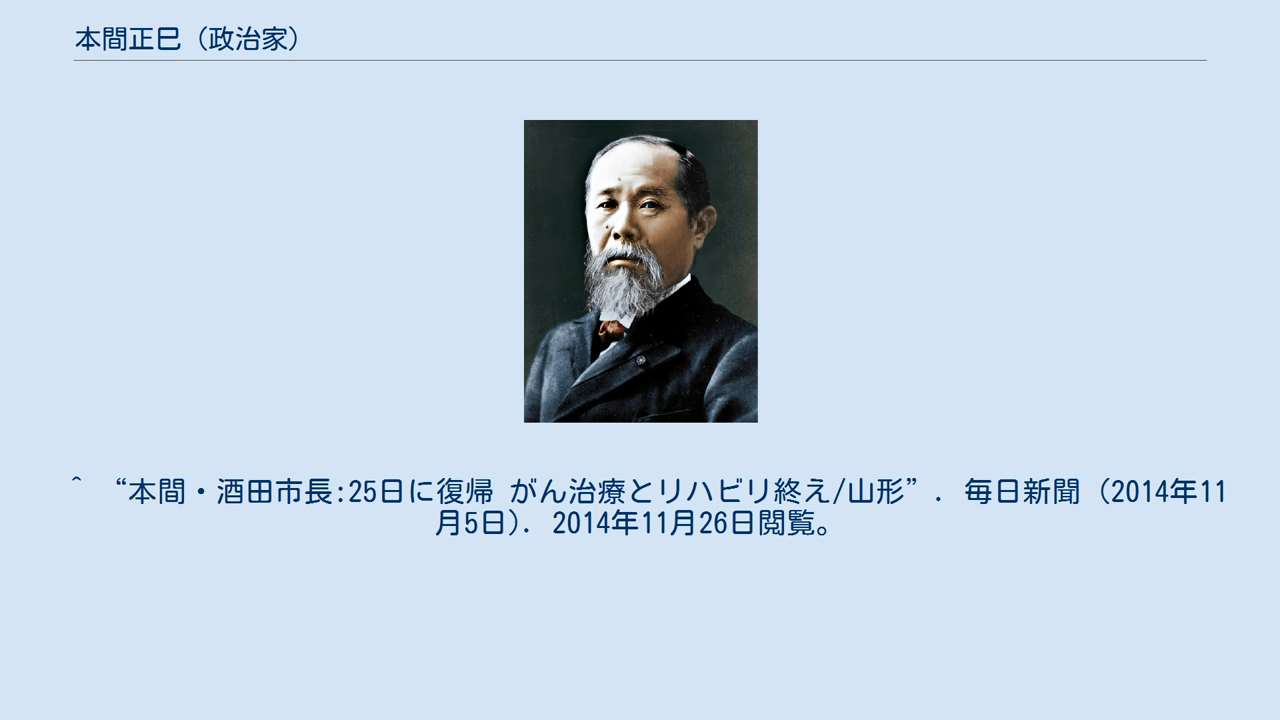 本間正巳（政治家）
^ “本間・酒田市長:25日に復帰 がん治療とリハビリ終え/山形”. 毎日新聞（2014年11
月5日). 2014年11月26日閲覧。